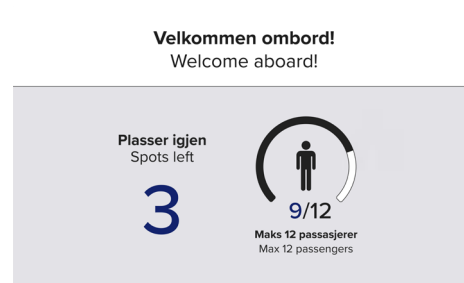 Velkommen ombord!
Welcome aboard!
Plasser igjen
Spots left
3
9/12
Maks 12 passasjerer
Max 12 passengers